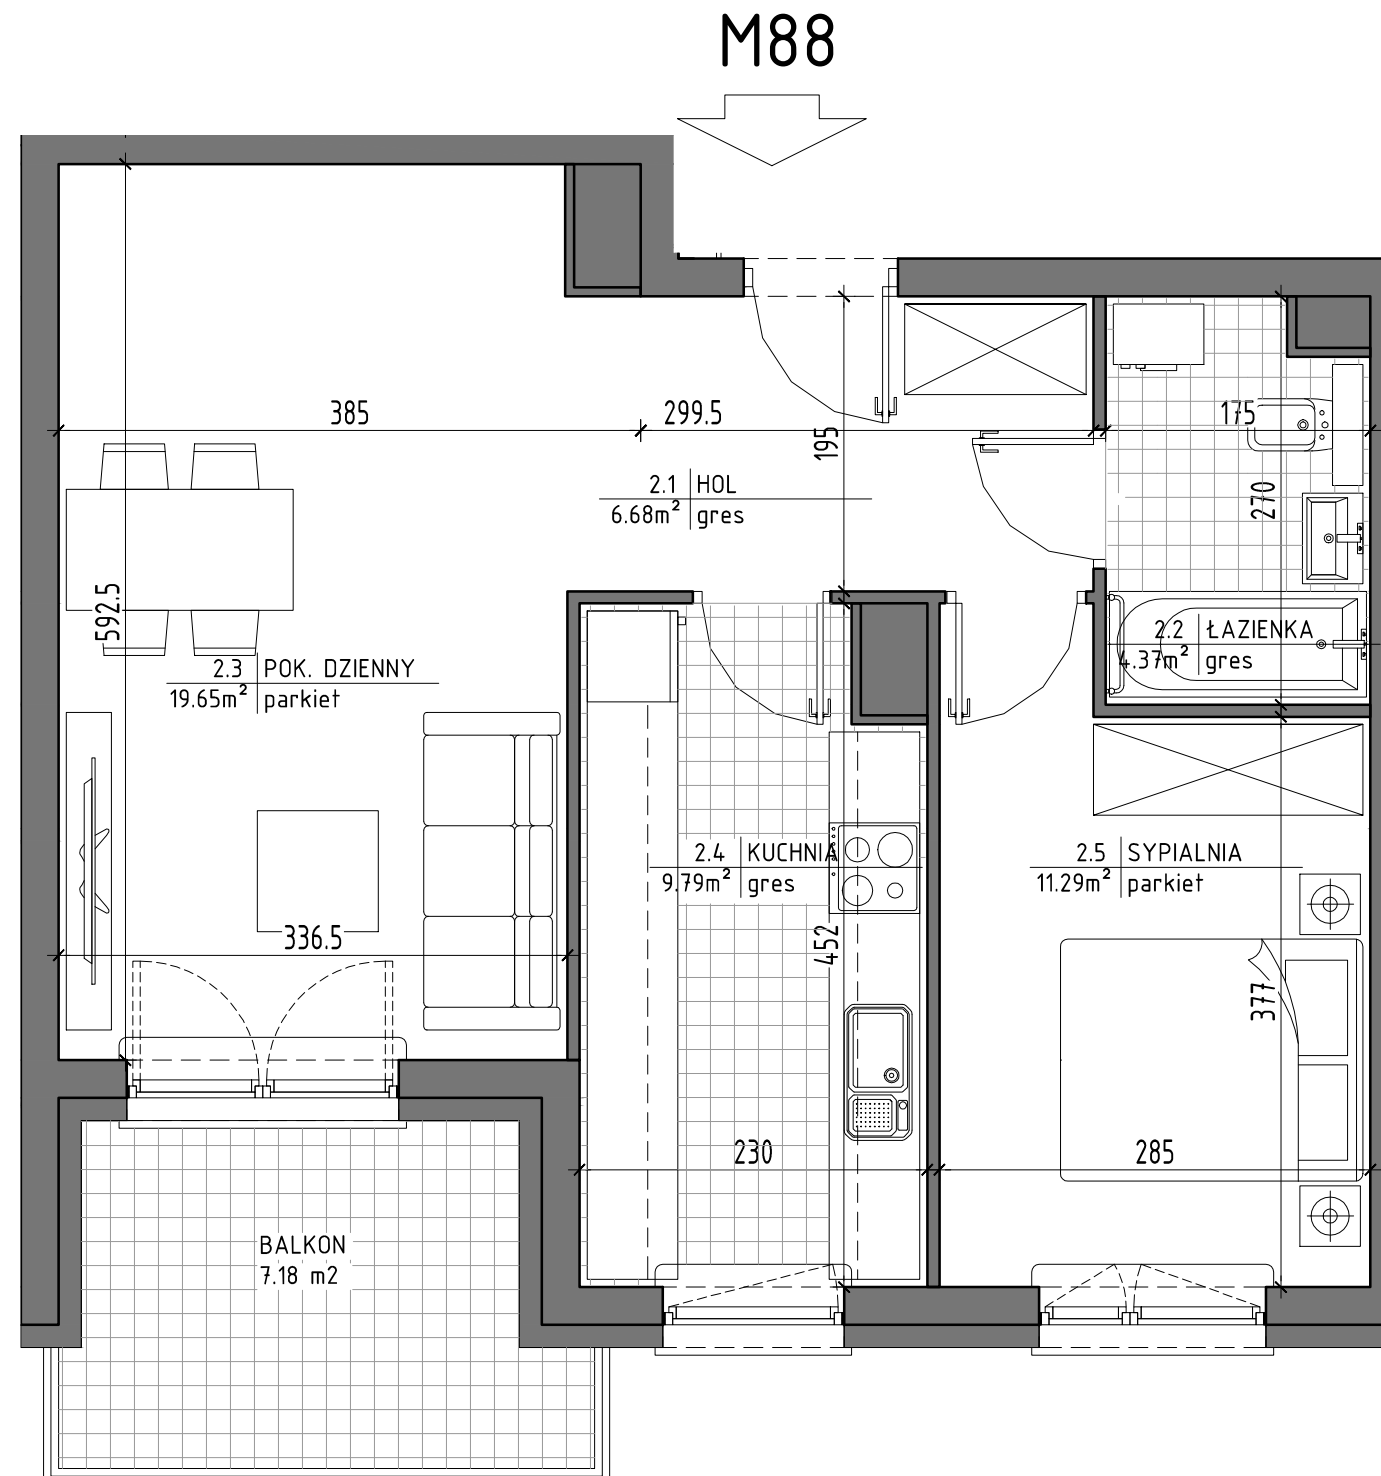 M88
385
299.5
195
175
270
2.1 HOL
6.68m² gres
592.5
2.3 POK. DZIENNY
19.65m² parkiet
2.2 ŁAZIENKA
4.37m² gres
2.4 KUCHNIA
9.79m² gres
2.5 SYPIALNIA
11.29m² parkiet
336.5
452
377
230
285
BALKON
7.18 m2